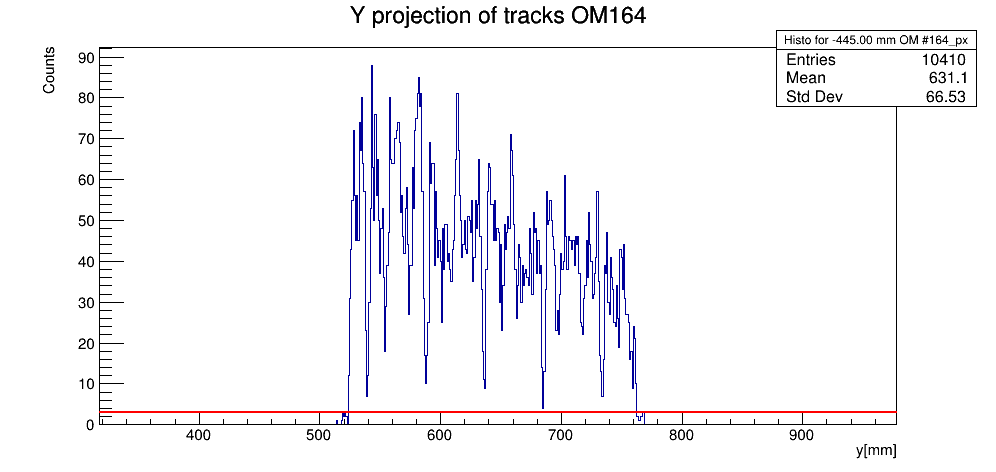 Y projection of tracks OM164
Histo for -445.00 mm OM #164_px
Entries 10410
Mean 631.1
Std Dev 66.53
Counts
90
80
70
60
50
40
30
20
10
0
400 500 600 700 800 900
y[mm]